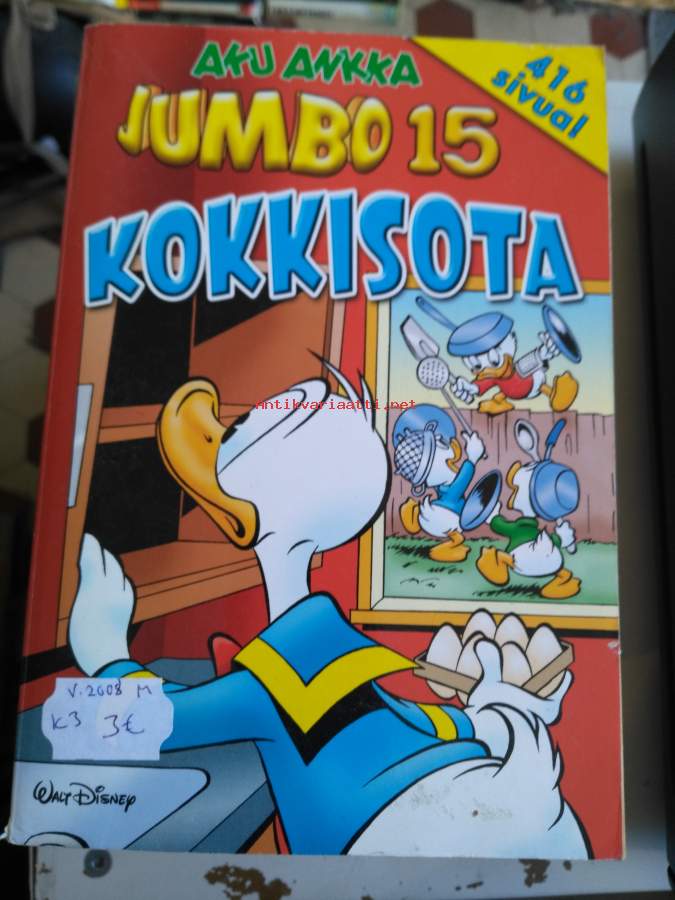 AKU ANKKA
416
sivua!
JUMBO 15
KOKKISOTA
antikvariaatti.net
V. 2008 M
K3 3€
WALT DISNEY